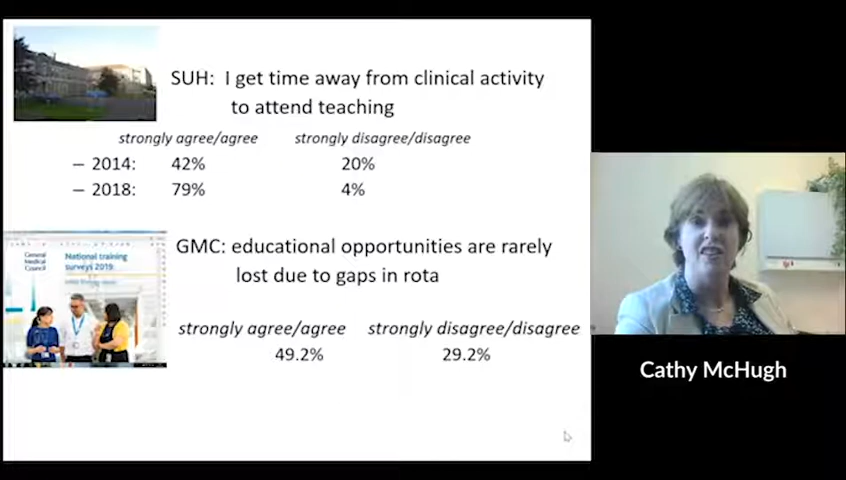 SUH: I get time away from clinical activity
to attend teaching
strongly agree/agree strongly disagree/disagree
– 2014: 42% 20%
– 2018: 79% 4%
General
Medical
Council
National training
surveys 2019
GMC: educational opportunities are rarely
lost due to gaps in rota
strongly agree/agree strongly disagree/disagree
49.2% 29.2%
Cathy McHugh